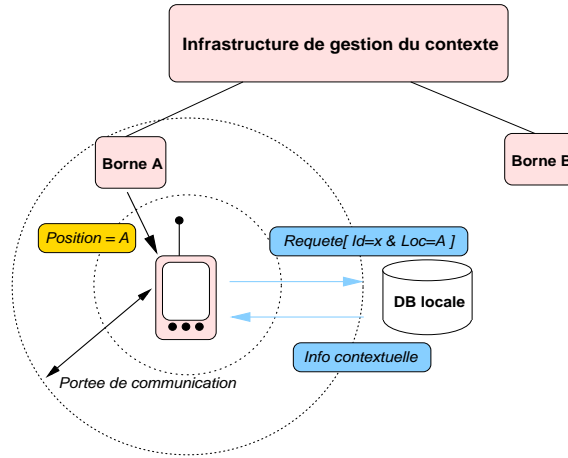 Infrastructure de gestion du contexte
Borne A
Borne B
Position = A
Requete[ Id=x & Loc=A ]
DB locale
Info contextuelle
Portee de communication